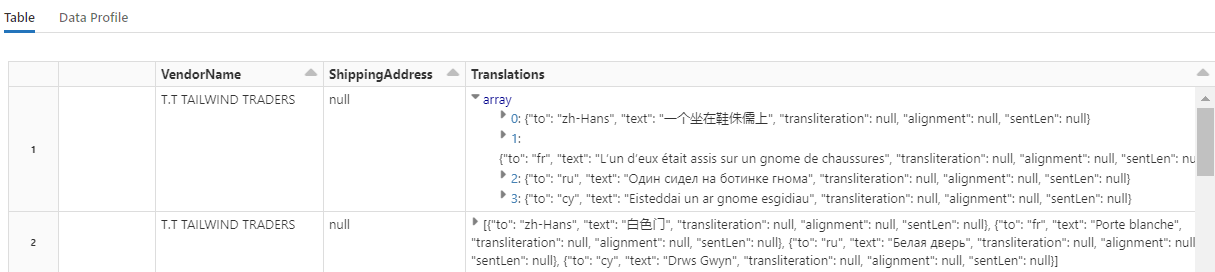 Table Data Profile
VendorName ShippingAddress Translations
1 T.T TAILWIND TRADERS null array
0: {"to": "zh-Hans", "text": "一个坐在鞋侏儒上", "transliteration": null, "alignment": null, "sentLen": null}
1:
{"to": "fr", "text": "L’un d’eux était assis sur un gnome de chaussures", "transliteration": null, "alignment": null, "sentLen": nu
2: {"to": "ru", "text": "Один сидел на ботинке гнома", "transliteration": null, "alignment": null, "sentLen": null}
3: {"to": "cy", "text": "Eisteddai un ar gnome esgidiau", "transliteration": null, "alignment": null, "sentLen": null}
2 T.T TAILWIND TRADERS null [{"to": "zh-Hans", "text": "白色门", "transliteration": null, "alignment": null, "sentLen": null}, {"to": "fr", "text": "Porte blanche",
"transliteration": null, "alignment": null, "sentLen": null}, {"to": "ru", "text": "Белая дверь", "transliteration": null, "alignment": null,
"sentLen": null}, {"to": "cy", "text": "Drws Gwyn", "transliteration": null, "alignment": null, "sentLen": null}]